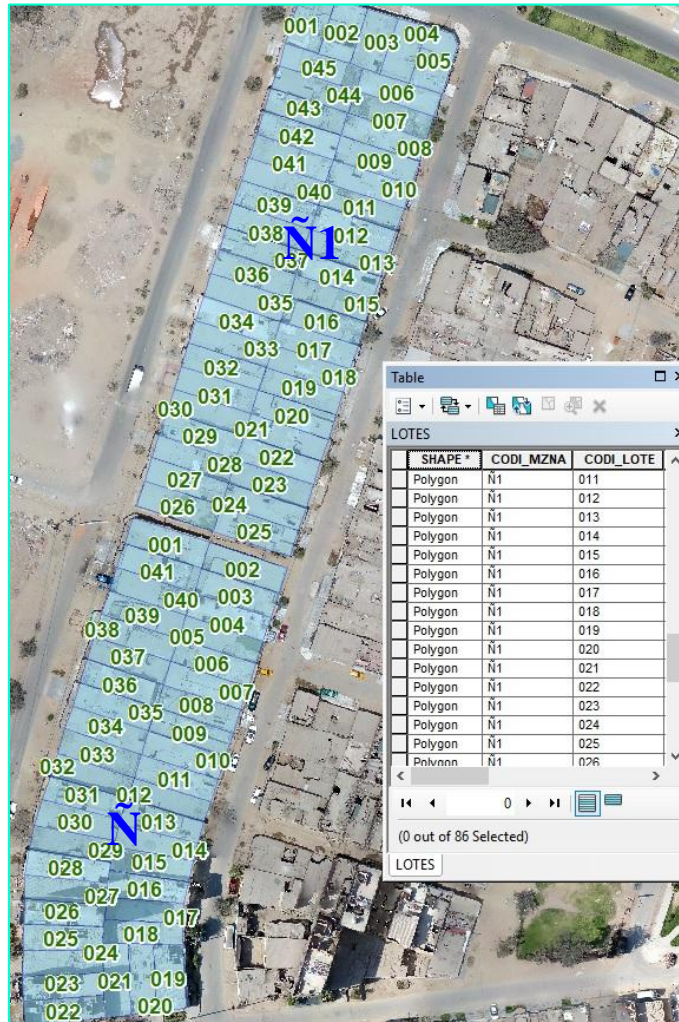 001 002 003 004
005
045
044 006
043
007
042
008
041 009
040 010
039
011
038 Ñ1 012
037
013
036 014
035 015
034 016
033 017
032
018
031 019
030 020
029 021
028 022
027 023
026 024
025
001
041 002
040 003
039 004
038 005
037 006
036 007
035 008
034 009
033
032 010
011
031 012
030 Ñ 013
029 014
028 015
027 016
026 017
025 018
024
023 021 019
022 020
Table
LOTES
SHAPE * CODI_MZNA CODI_LOTE
Polygon Ñ1 011
Polygon Ñ1 012
Polygon Ñ1 013
Polygon Ñ1 014
Polygon Ñ1 015
Polygon Ñ1 016
Polygon Ñ1 017
Polygon Ñ1 018
Polygon Ñ1 019
Polygon Ñ1 020
Polygon Ñ1 021
Polygon Ñ1 022
Polygon Ñ1 023
Polygon Ñ1 024
Polygon Ñ1 025
Polygon Ñ1 026
0
(0 out of 86 Selected)
LOTES